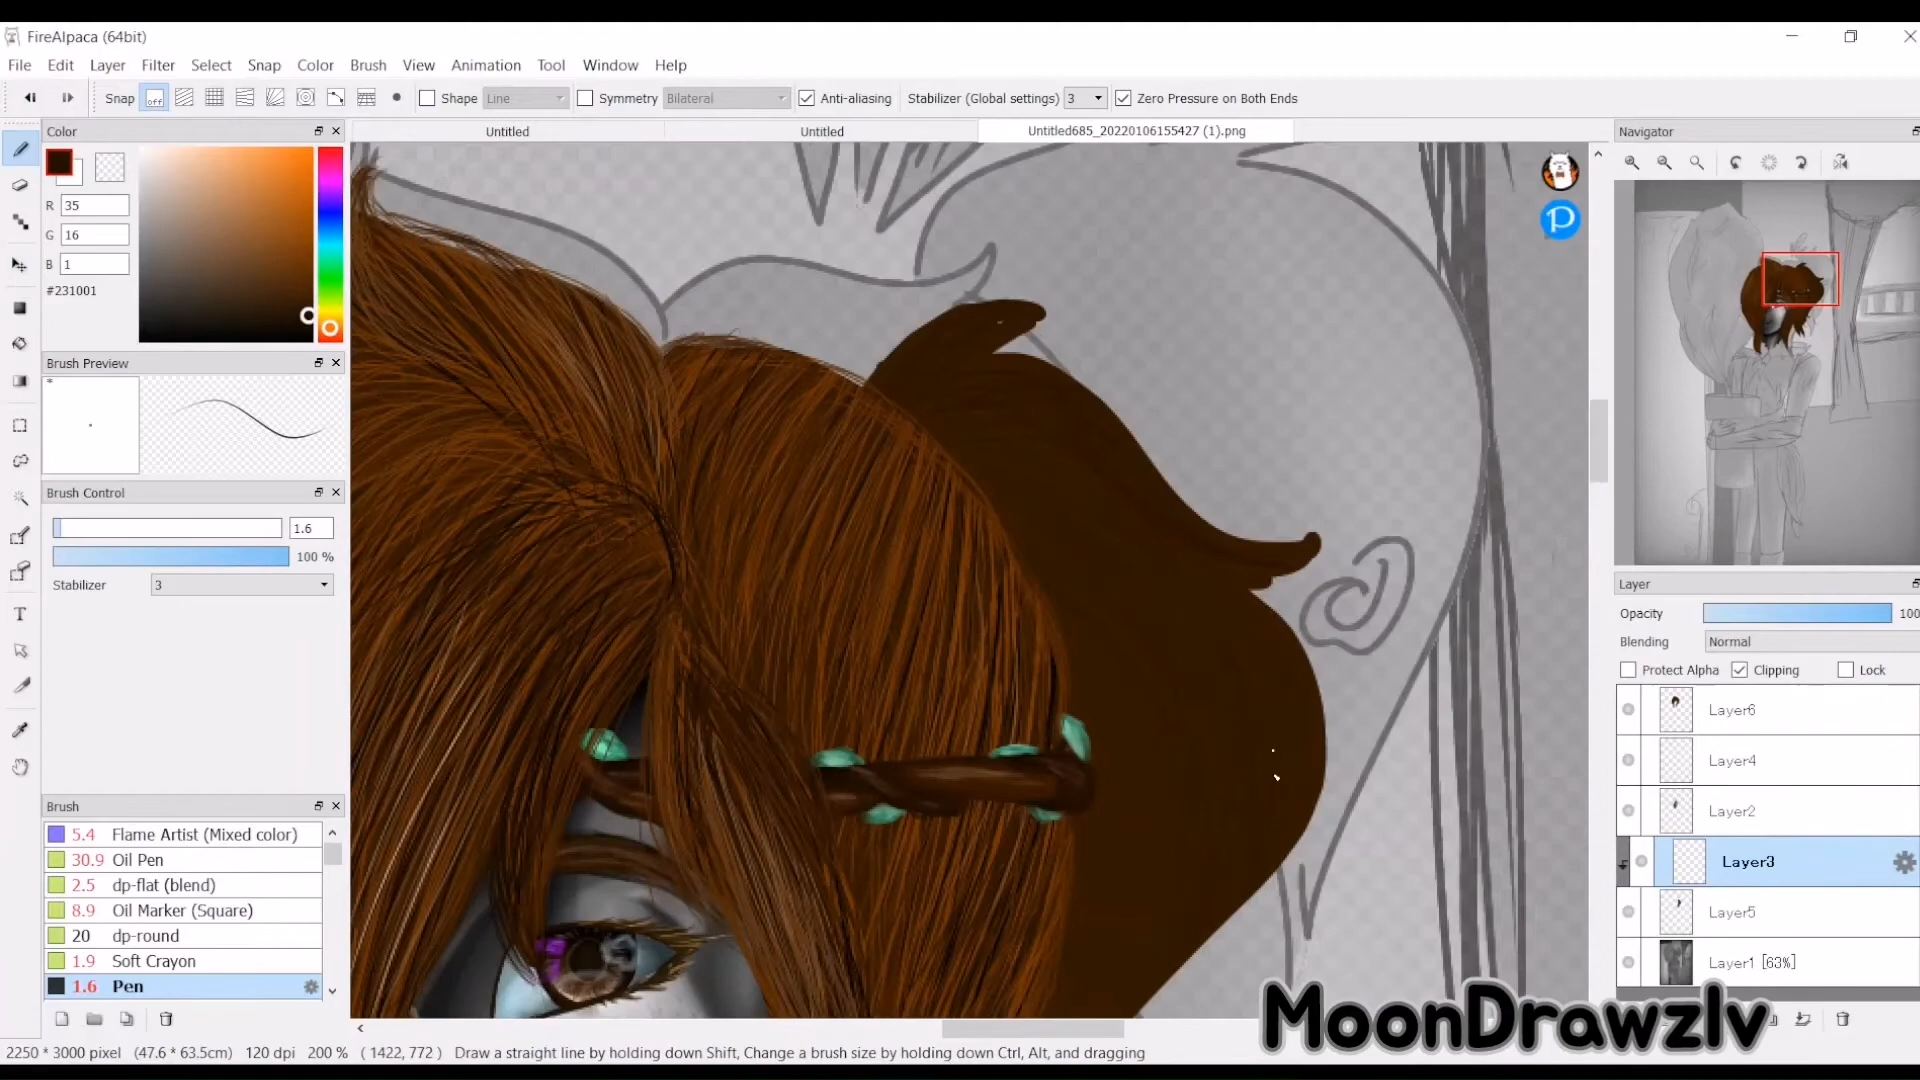 FireAlpaca (64bit)
File Edit Layer Filter Select Snap Color Brush View Animation Tool Window Help
Snap off Shape Line Symmetry Bilateral Anti-aliasing Stabilizer (Global settings) 3 Zero Pressure on Both Ends
Color Untitled Untitled Untitled685_20220106155427 (1).png Navigator
R 35
G 16
B 1
#231001
Brush Preview
*
Brush Control
1.6
100 %
Stabilizer 3
Brush
5.4 Flame Artist (Mixed color)
30.9 Oil Pen
2.5 dp-flat (blend)
8.9 Oil Marker (Square)
20 dp-round
1.9 Soft Crayon
1.6 Pen
P
Layer
Opacity 100
Blending Normal
Protect Alpha Clipping Lock
Layer6
Layer4
Layer2
Layer3
Layer5
Layer1 [63%]
MoonDrawzlv
2250 * 3000 pixel (47.6 * 63.5cm) 120 dpi 200 % ( 1422, 772 ) Draw a straight line by holding down Shift, Change a brush size by holding down Ctrl, Alt, and dragging